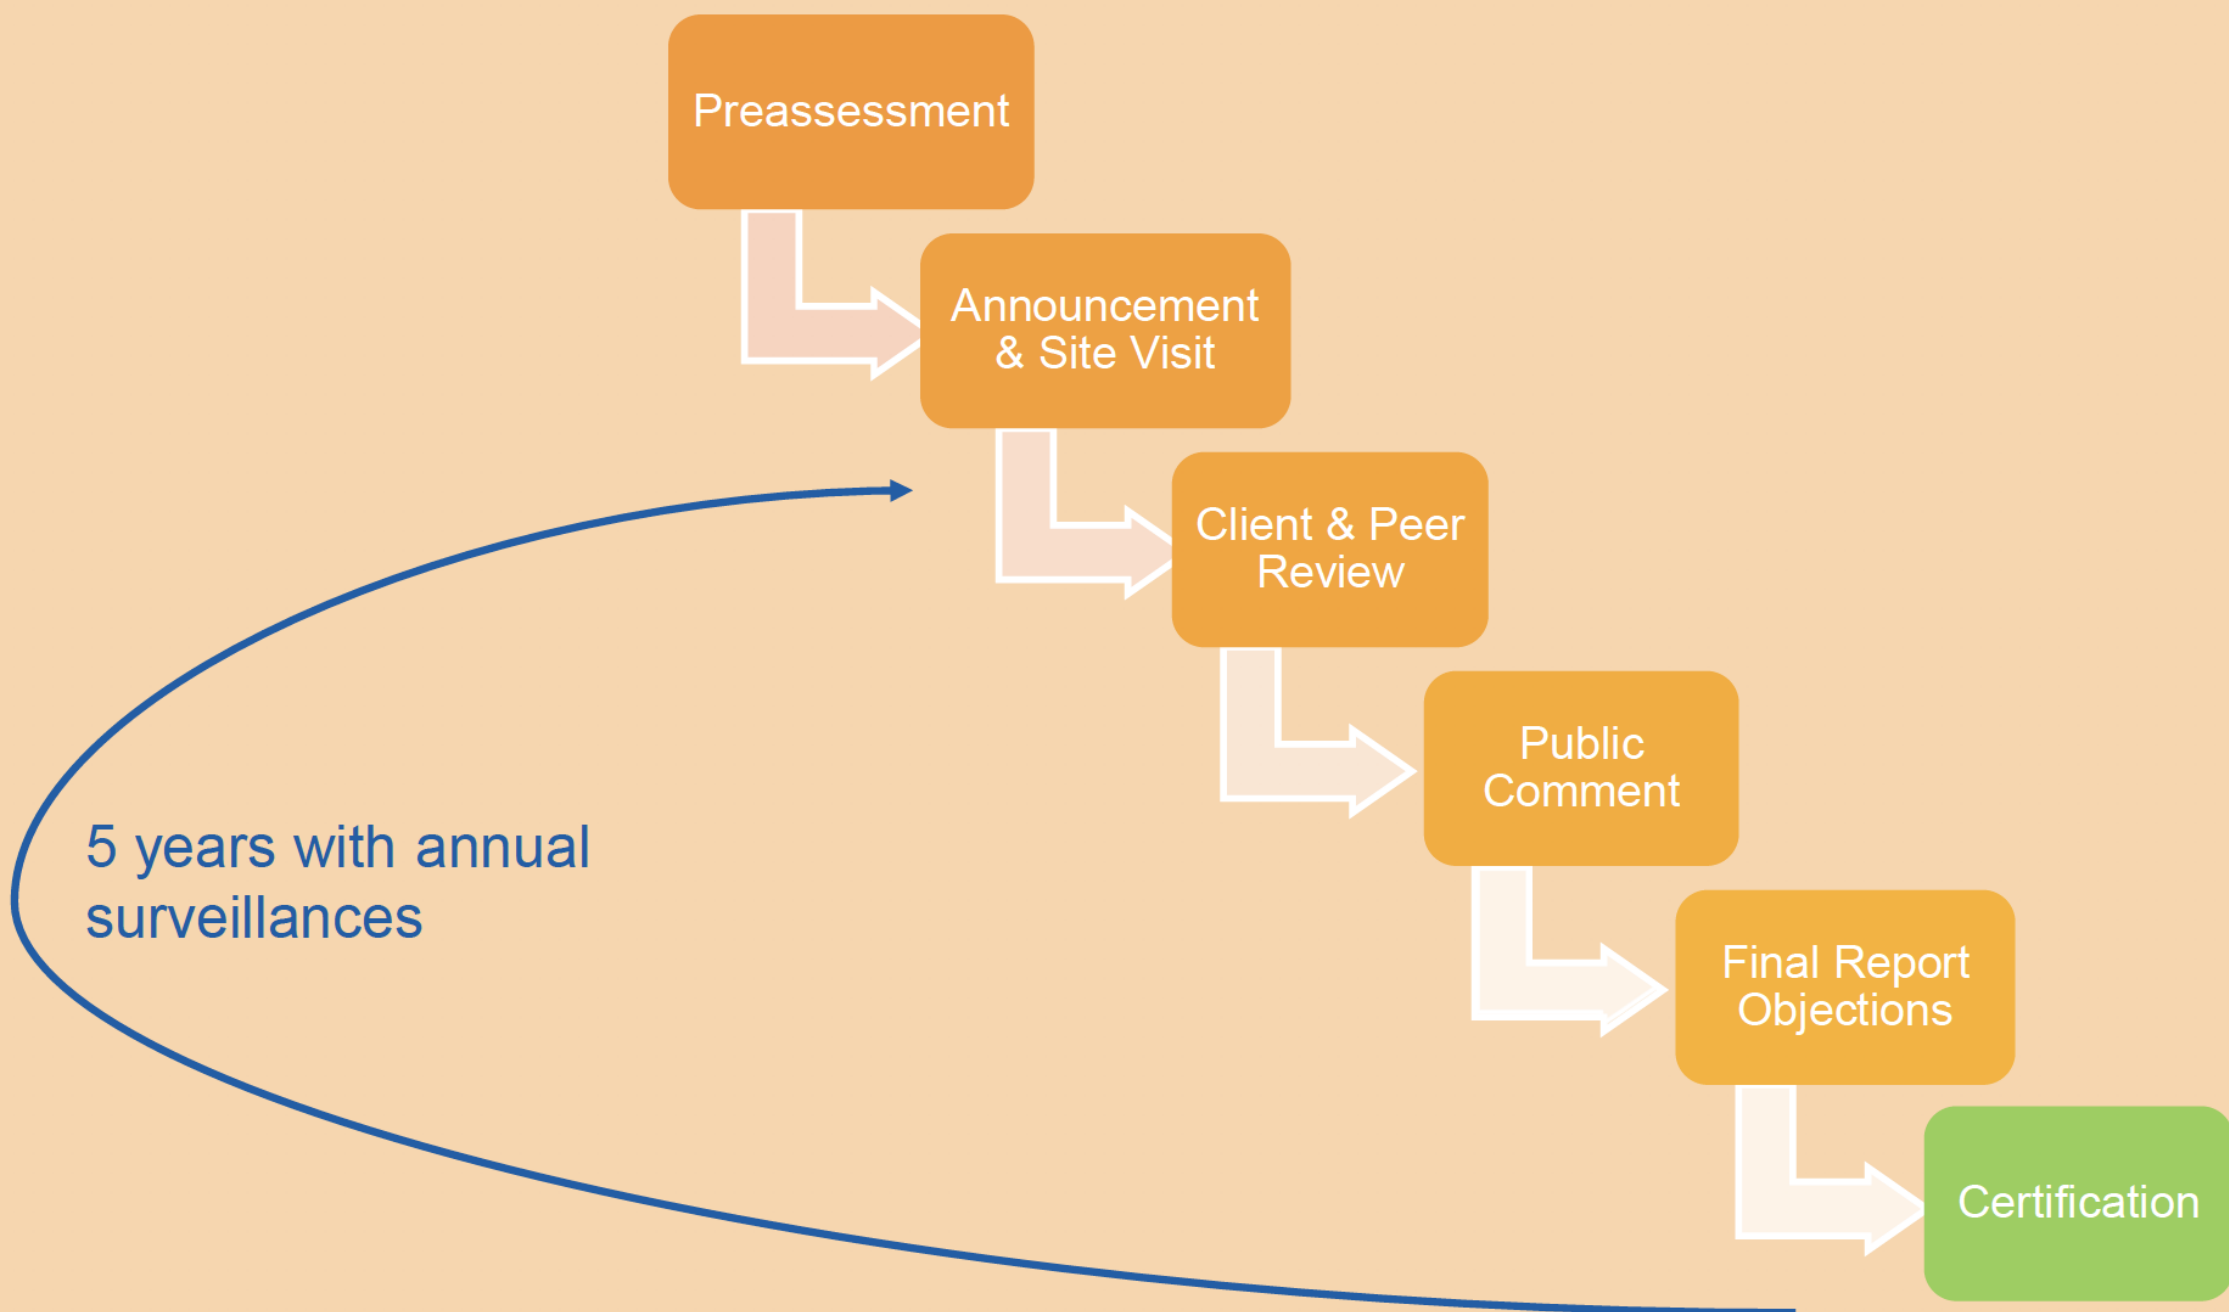 Preassessment
Announcement
& Site Visit
Client & Peer
Review
Public
Comment
5 years with annual
surveillances
Final Report
Objections
Certification